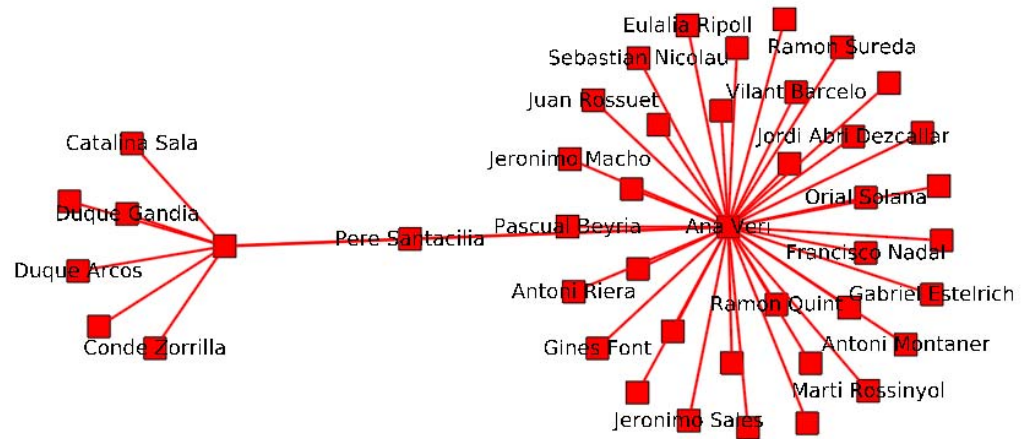 Eulalia Ripoll
Ramon Sureda
Sebastian Nicolau
Vilant Barcelo
Juan Rossuet
Jordi Abri Dezcallar
Catalina Sala
Jeronimo Macho
Orial Solana
Duque Gandia
Pascual Beyria
Ana Veri
Pere Santacilia
Francisco Nadal
Duque Arcos
Antoni Riera
Gabriel Estelrich
Ramon Quint
Conde Zorrilla
Gines Font
Antoni Montaner
Marti Rossinyol
Jeronimo Sales